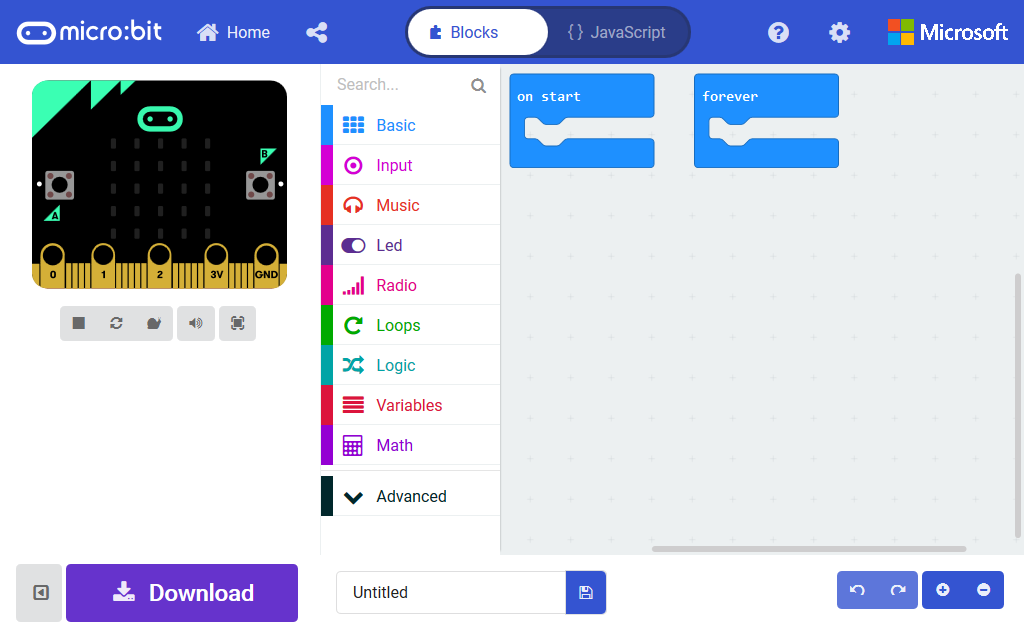 micro:bit
Home
Blocks
{} JavaScript
?
Microsoft
B
A
0 1 2 3V GND
Search...
Basic
Input
Music
Led
Radio
Loops
Logic
Variables
Math
Advanced
on start
forever
Download
Untitled